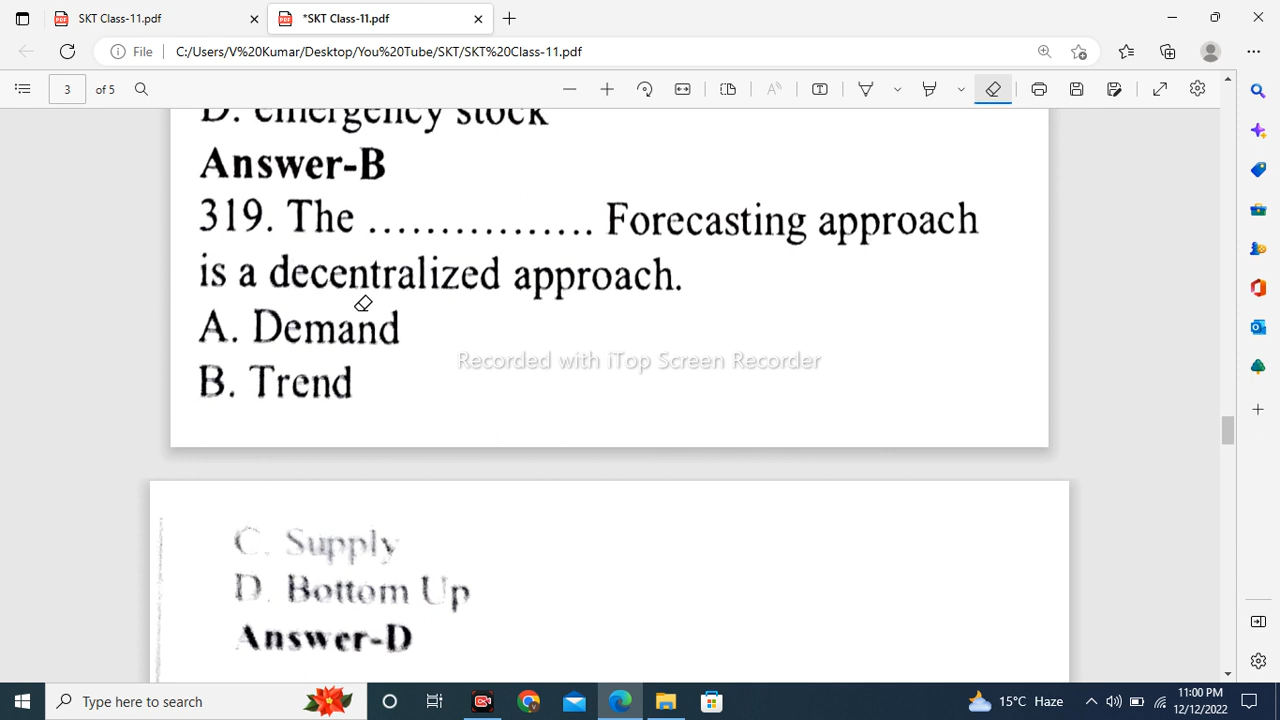 SKT Class-11.pdf
*SKT Class-11.pdf
File
C:/Users/V%20Kumar/Desktop/You%20Tube/SKT/SKT%20Class-11.pdf
3 of 5
D. emergency stock
Answer-B
319. The ................ Forecasting approach
is a decentralized approach.
A. Demand
Recorded with iTop Screen Recorder
B. Trend
C. Supply
D. Bottom Up
Answer-D
Type here to search
15°C Haze
11:00 PM
12/12/2022